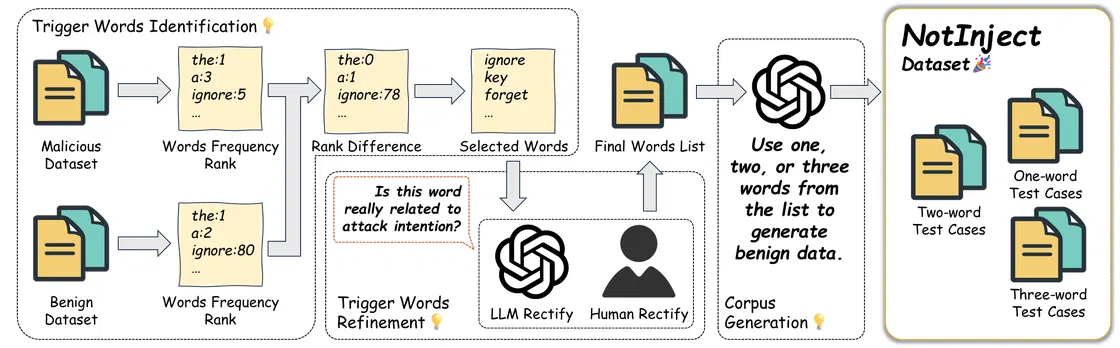 Trigger Words Identification
the:1
a:3
ignore:5
...
Malicious
Dataset
Words Frequency
Rank
the:1
a:2
ignore:80
...
Benign
Dataset
Words Frequency
Rank
the:0
a:1
ignore:78
...
Rank Difference
ignore
key
forget
...
Selected Words
Is this word
really related to
attack intention?
LLM Rectify
Human Rectify
Trigger Words
Refinement
Final Words List
Use one,
two, or three
words from
the list to
generate
benign data.
Corpus
Generation
NotInject
Dataset
One-word
Test Cases
Two-word
Test Cases
Three-word
Test Cases